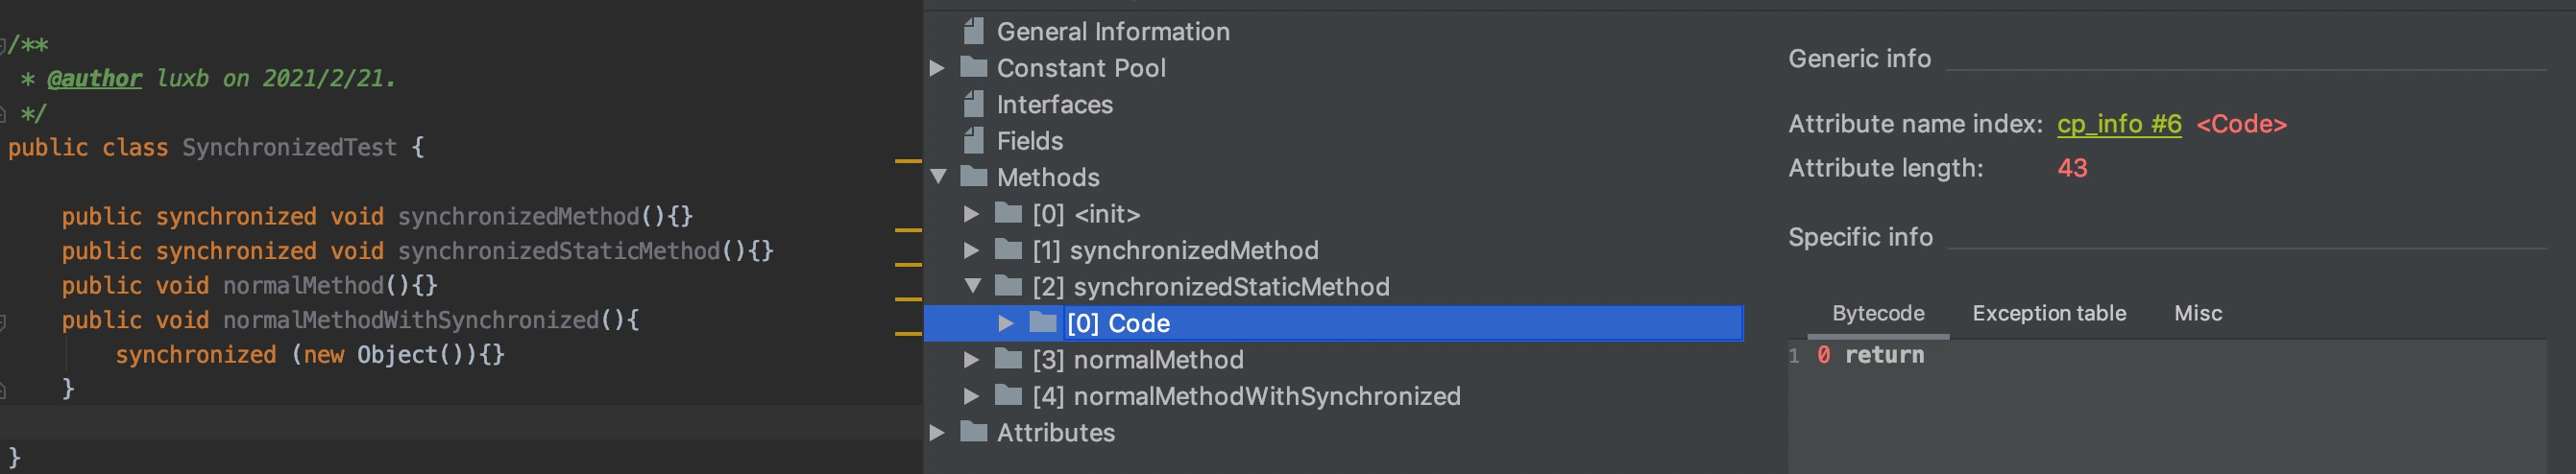 /**
* @author luxb on 2021/2/21.
*/
public class SynchronizedTest {
public synchronized void synchronizedMethod(){}
public synchronized void synchronizedStaticMethod(){}
public void normalMethod(){}
public void normalMethodWithSynchronized(){
synchronized (new Object()){}
}
}
General Information
Constant Pool
Interfaces
Fields
Methods
[0] <init>
[1] synchronizedMethod
[2] synchronizedStaticMethod
[0] Code
[3] normalMethod
[4] normalMethodWithSynchronized
Attributes
Generic info
Attribute name index: cp_info #6 <Code>
Attribute length: 43
Specific info
Bytecode Exception table Misc
1 0 return